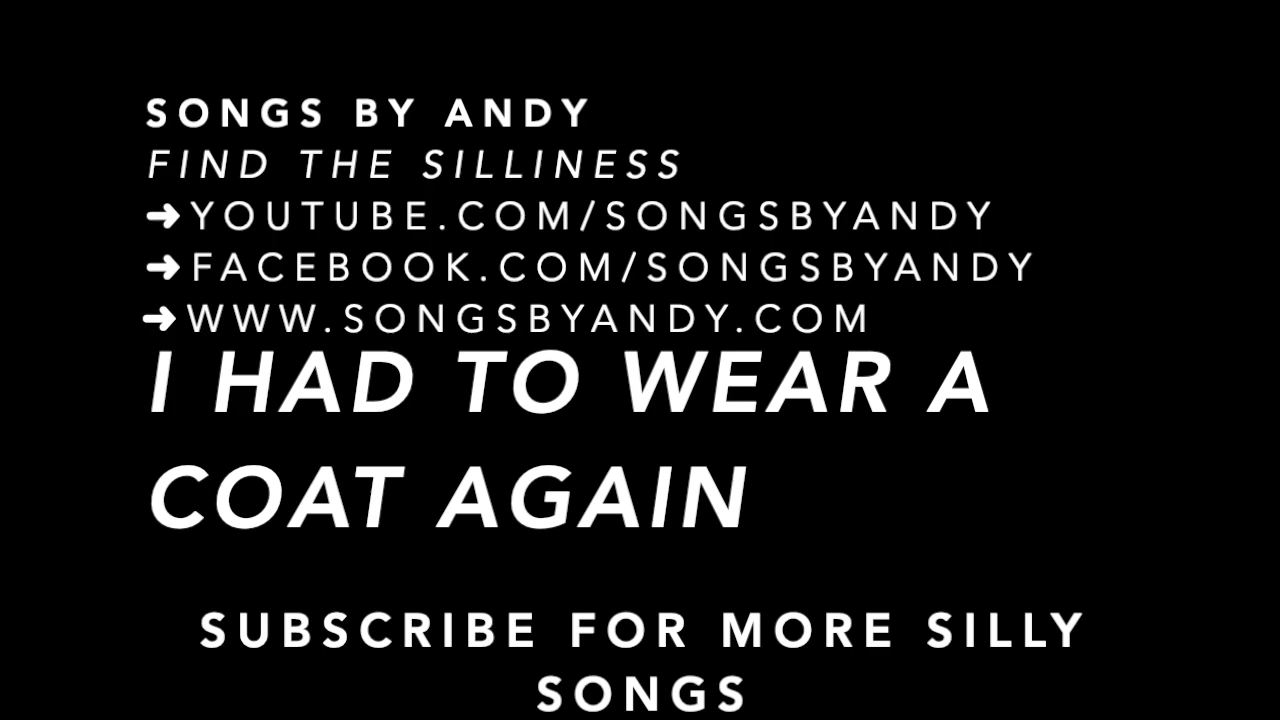 SONGS BY ANDY
FIND THE SILLINESS
➜YOUTUBE.COM/SONGSBYANDY
➜FACEBOOK.COM/SONGSBYANDY
➜WWW.SONGSBYANDY.COM
I HAD TO WEAR A
COAT AGAIN
SUBSCRIBE FOR MORE SILLY
SONGS